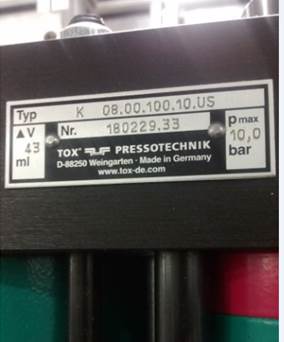 Typ K 08.00.100.10.US
▲V Nr. 180229.33 pmax
43 10,0
ml TOX PRESSOTECHNIK bar
D-88250 Weingarten · Made in Germany
www.tox-de.com